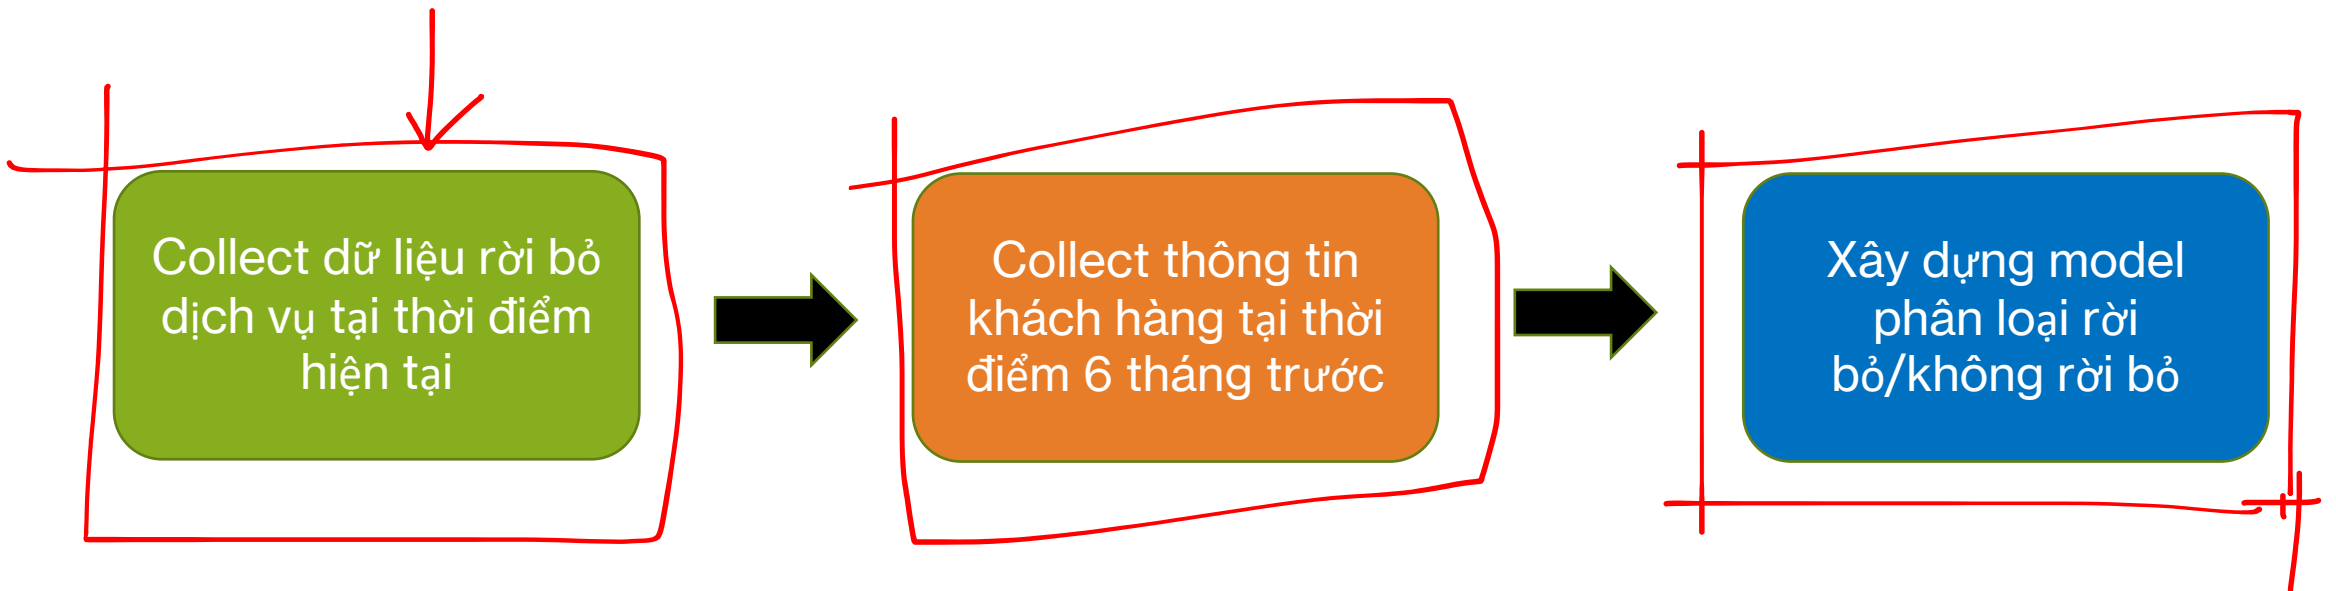 Collect dữ liệu rời bỏ
dịch vụ tại thời điểm
hiện tại
Collect thông tin
khách hàng tại thời
điểm 6 tháng trước
Xây dựng model
phân loại rời
bỏ/không rời bỏ